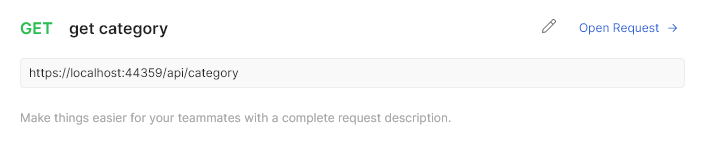 GET get category
Open Request →
https://localhost:44359/api/category
Make things easier for your teammates with a complete request description.